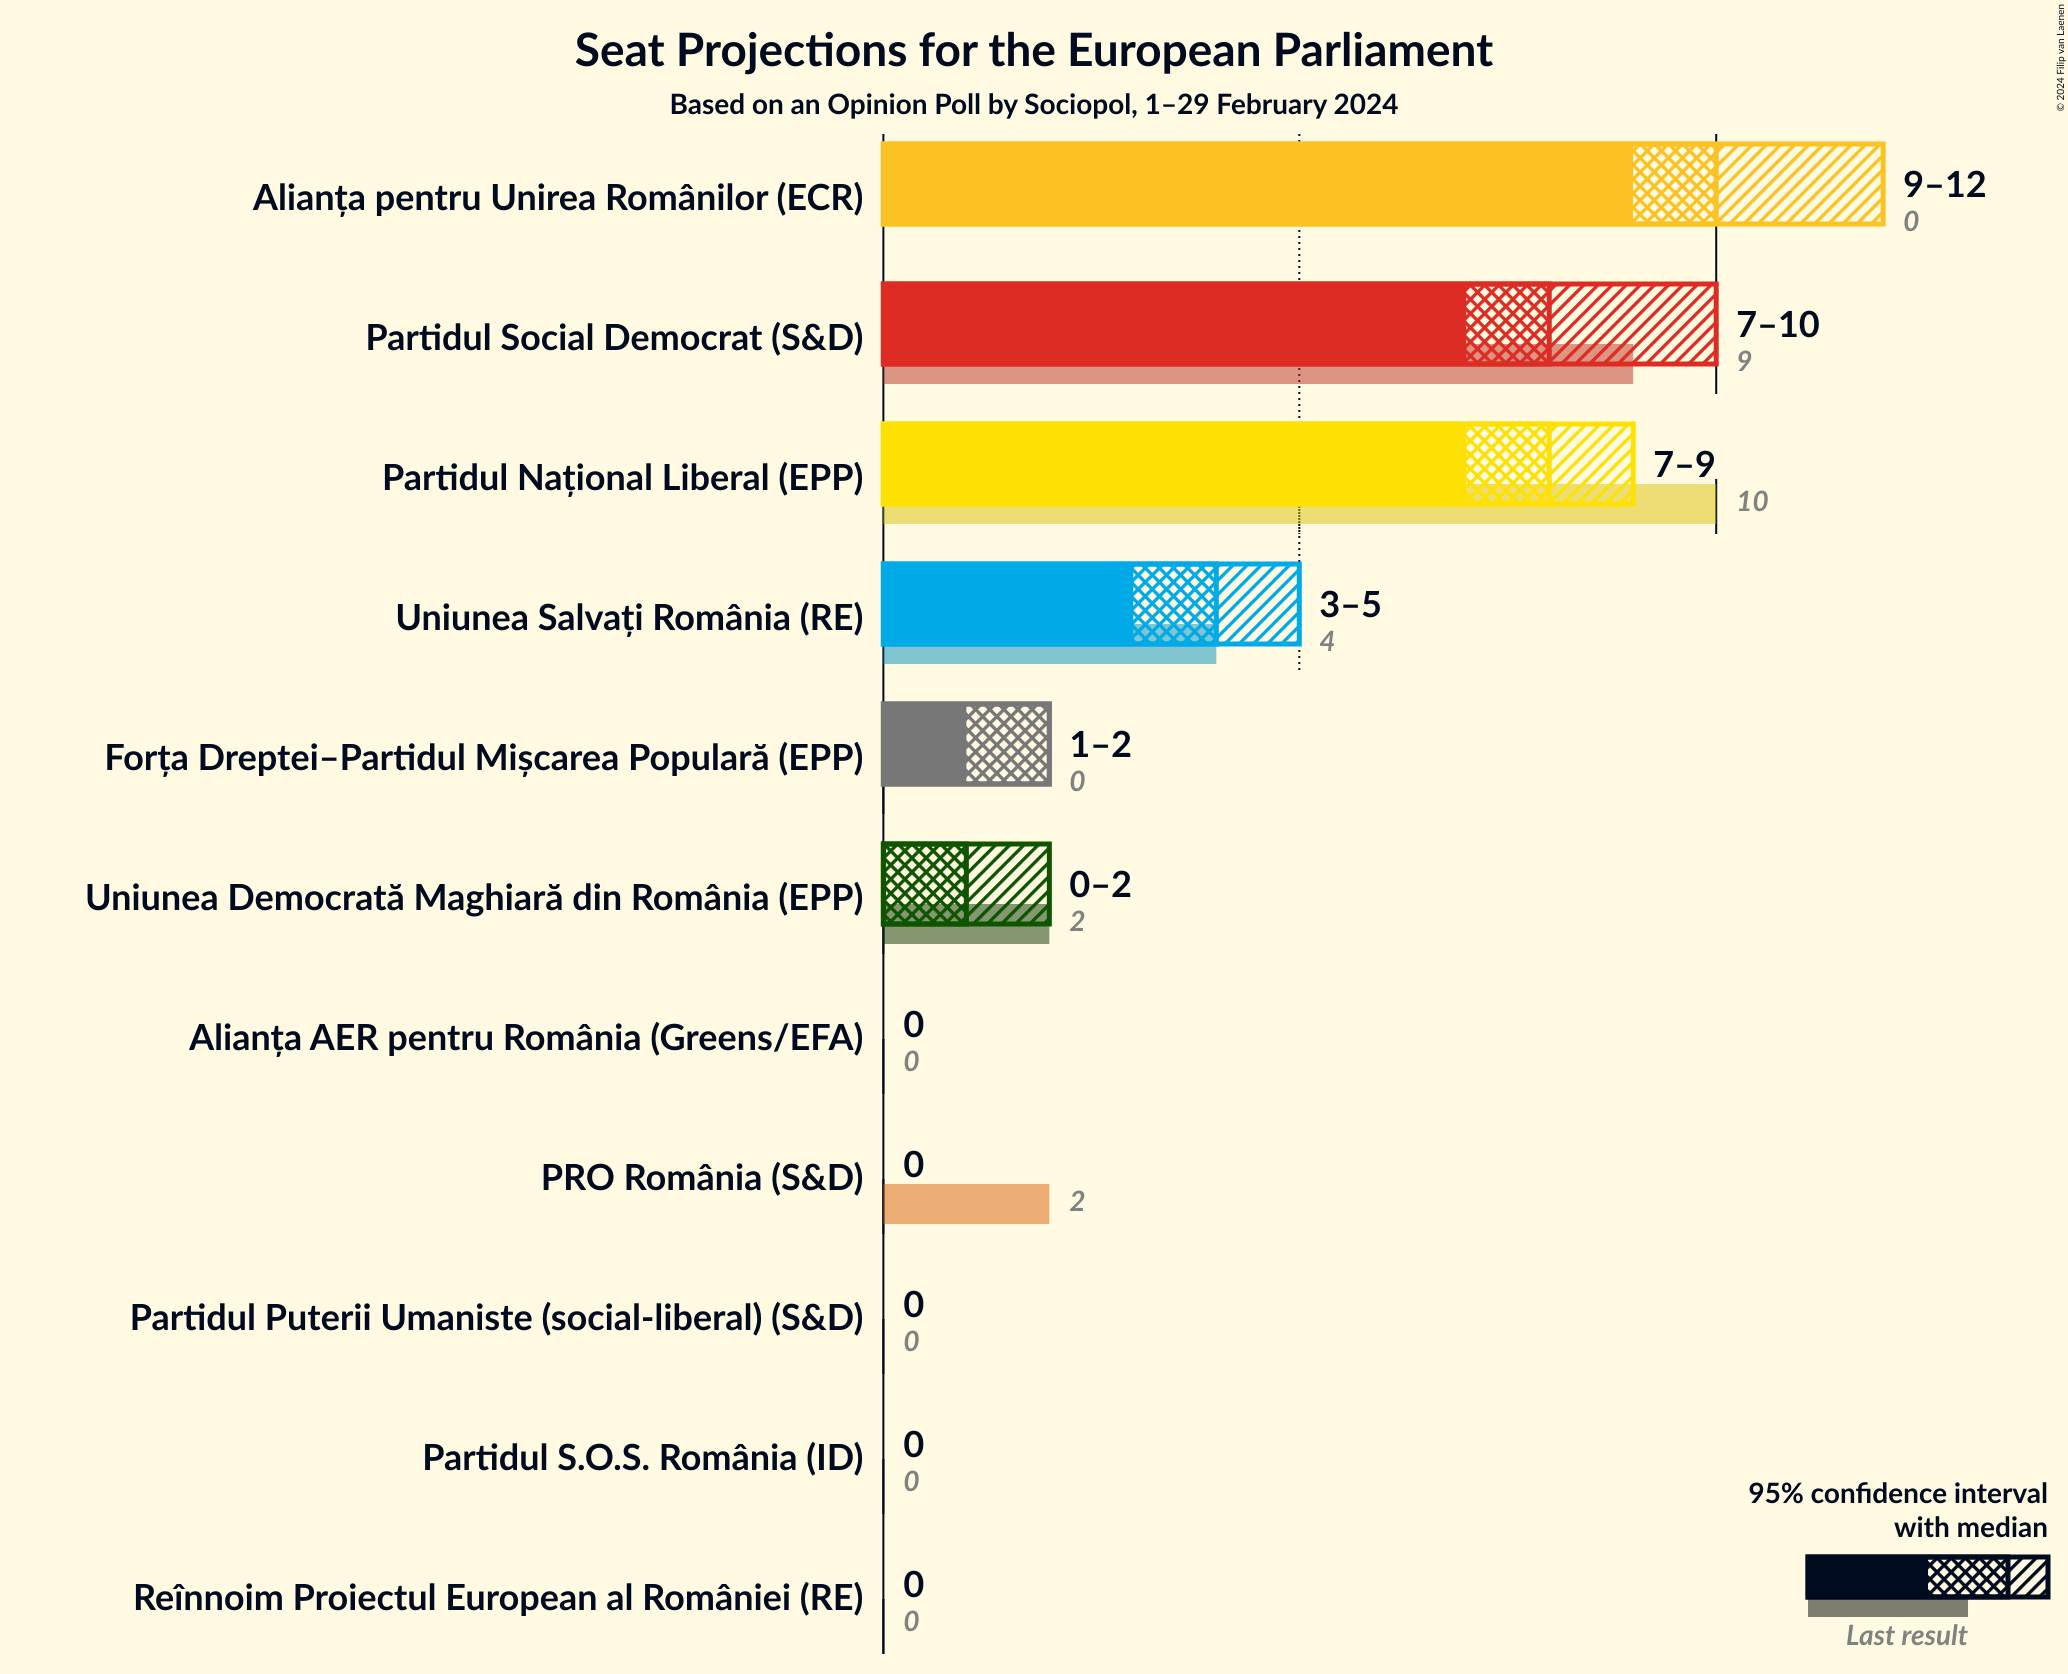 Seat Projections for the European Parliament
Based on an Opinion Poll by Sociopol, 1–29 February 2024
© 2024 Filip van Laenen
Alianța pentru Unirea Românilor (ECR)
9–12
0
Partidul Social Democrat (S&D)
7–10
9
Partidul Național Liberal (EPP)
7–9
10
Uniunea Salvați România (RE)
3–5
4
Forța Dreptei–Partidul Mișcarea Populară (EPP)
1–2
0
Uniunea Democrată Maghiară din România (EPP)
0–2
2
Alianța AER pentru România (Greens/EFA)
0
0
PRO România (S&D)
0
2
Partidul Puterii Umaniste (social-liberal) (S&D)
0
0
Partidul S.O.S. România (ID)
0
0
Reînnoim Proiectul European al României (RE)
0
0
95% confidence interval
with median
Last result